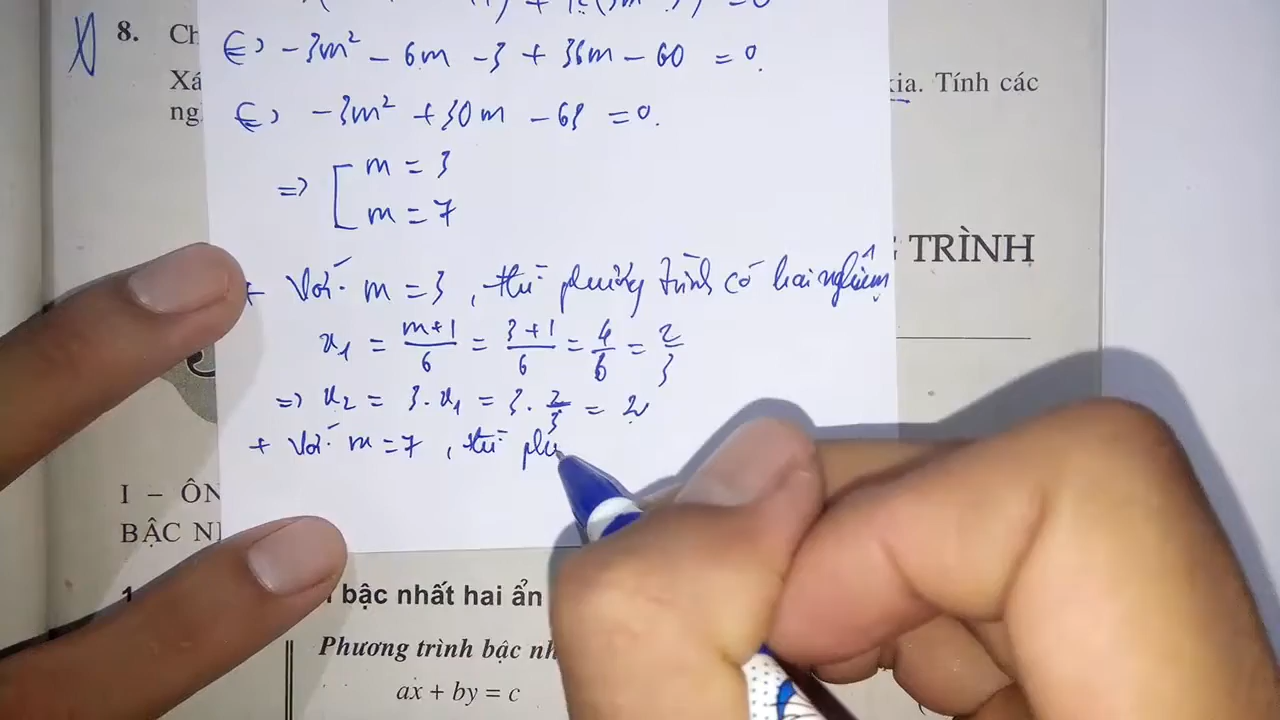 8. Ch
(⇔) -3m² - 6m - 3 + 36m - 60 = 0.
Xá kia. Tính các
ng
(⇔) -3m² + 30m - 63 = 0.
=> [ m = 3
m = 7
TRÌNH
+ Với m = 3, thì phương trình có hai nghiệm
x₁ = (m+1)/6 = (3+1)/6 = 4/6 = 2/3
=> x₂ = 3.x₁ = 3. 2/3 = 2
+ Với m = 7, thì phư
I – ÔN
BẬC N
1
bậc nhất hai ẩn
Phương trình bậc nh
ax + by = c